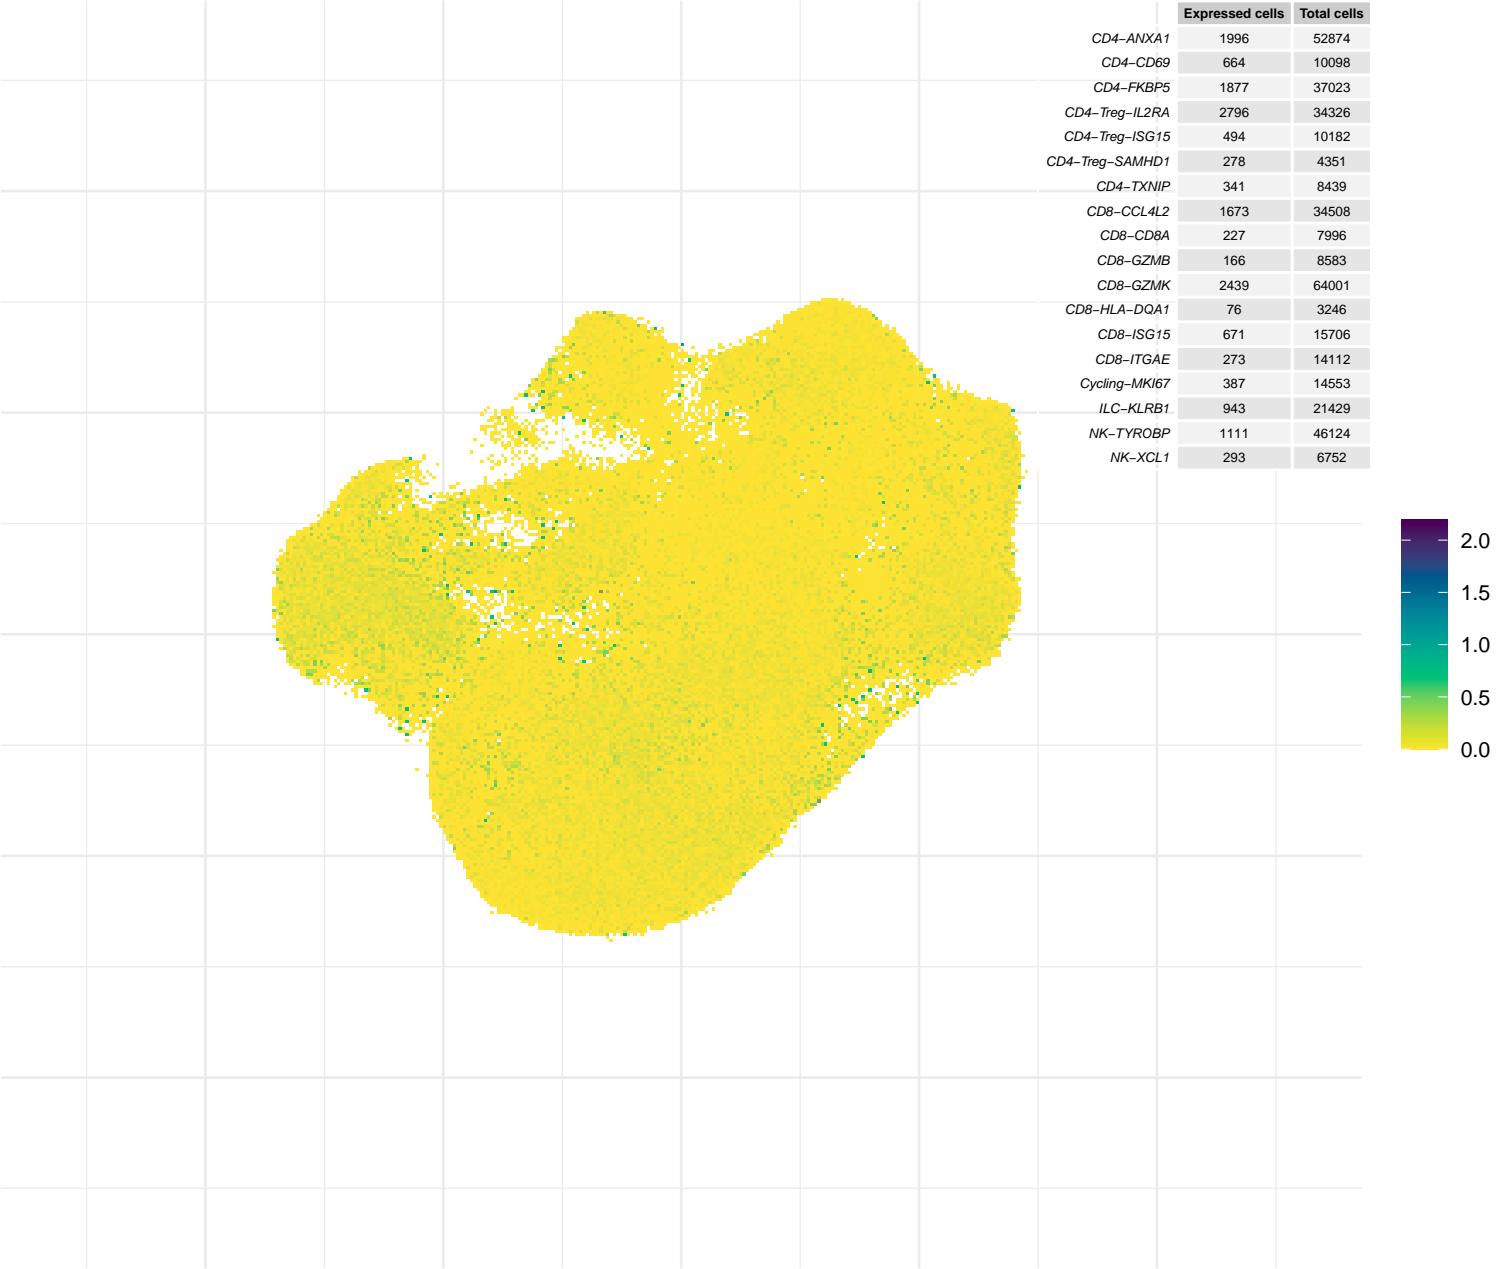 Expressed cells Total cells
CD4−ANXA1 1996 52874
CD4−CD69 664 10098
CD4−FKBP5 1877 37023
CD4−Treg−IL2RA 2796 34326
CD4−Treg−ISG15 494 10182
CD4−Treg−SAMHD1 278 4351
CD4−TXNIP 341 8439
CD8−CCL4L2 1673 34508
CD8−CD8A 227 7996
CD8−GZMB 166 8583
CD8−GZMK 2439 64001
CD8−HLA−DQA1 76 3246
CD8−ISG15 671 15706
CD8−ITGAE 273 14112
Cycling−MKI67 387 14553
ILC−KLRB1 943 21429
NK−TYROBP 1111 46124
NK−XCL1 293 6752
2.0
1.5
1.0
0.5
0.0